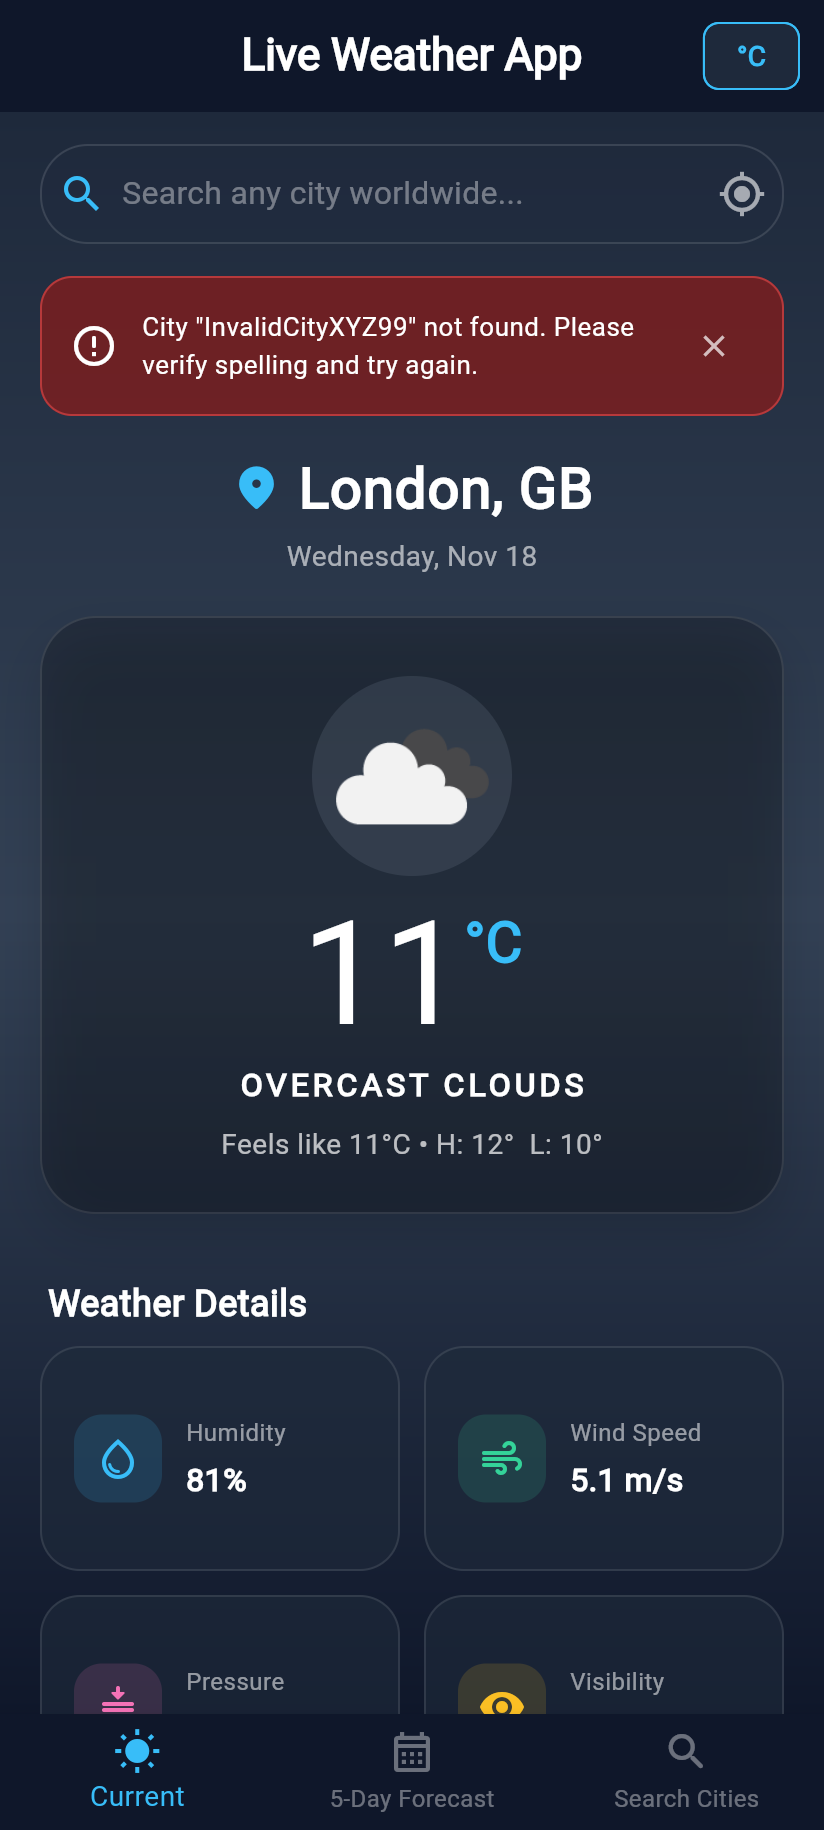 Live Weather App
°C
Search any city worldwide...
City "InvalidCityXYZ99" not found. Please
verify spelling and try again.
London, GB
Wednesday, Nov 18
11°C
OVERCAST CLOUDS
Feels like 11°C • H: 12° L: 10°
Weather Details
Humidity
81%
Wind Speed
5.1 m/s
Pressure
Visibility
Current
5-Day Forecast
Search Cities